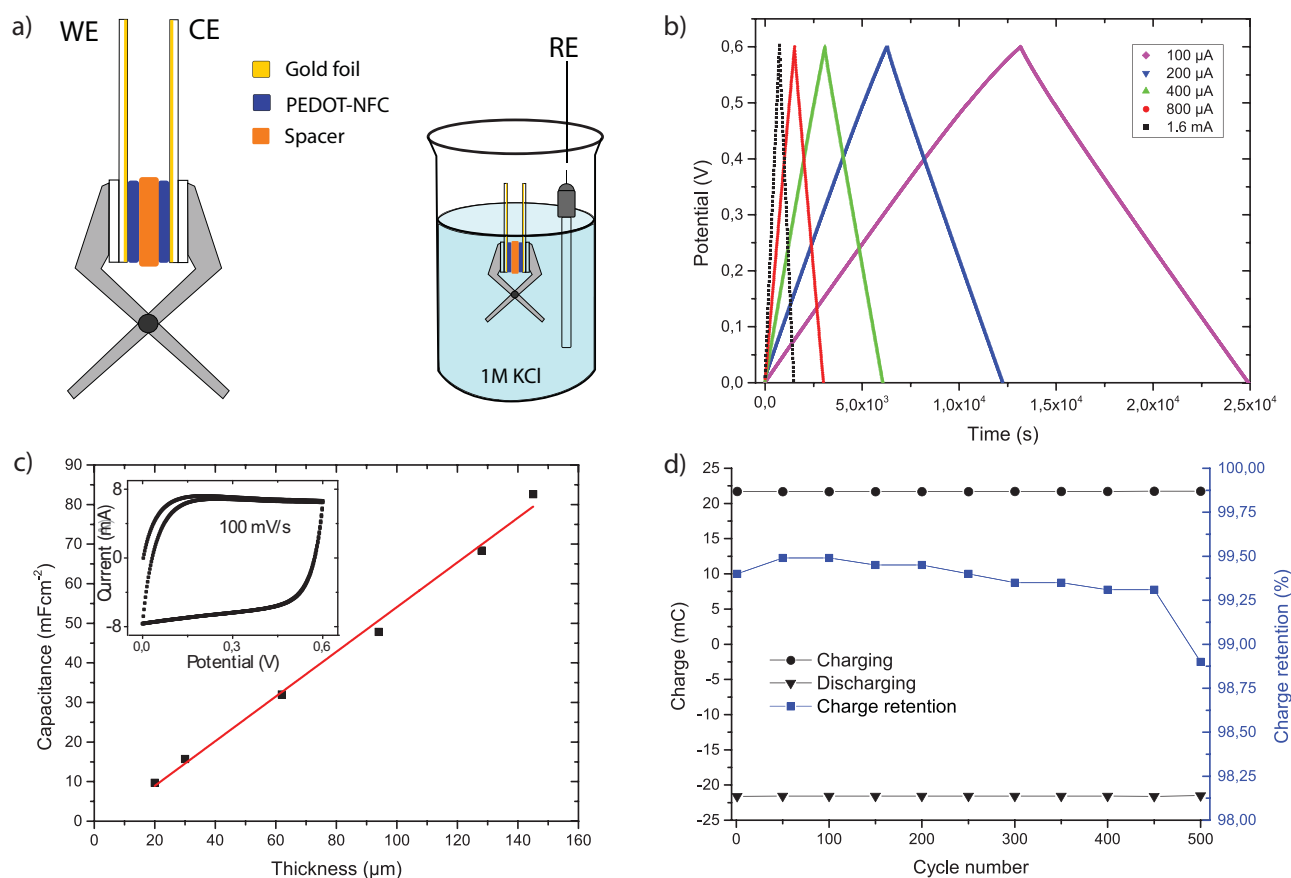 a)
WE
CE
Gold foil
PEDOT-NFC
Spacer
RE
1M KCl
b)
0,6
0,5
0,4
0,3
0,2
0,1
0,0
Potential (V)
100 µA
200 µA
400 µA
800 µA
1.6 mA
0,0 5,0x10³ 1,0x10⁴ 1,5x10⁴ 2,0x10⁴ 2,5x10⁴
Time (s)
c)
90
80
70
60
50
40
30
20
10
0
Capacitance (mFcm⁻²)
8
0
-8
Current (mA)
100 mV/s
0,0 0,3 0,6
Potential (V)
0 20 40 60 80 100 120 140 160
Thickness (µm)
d)
25
20
15
10
5
0
-5
-10
-15
-20
-25
Charge (mC)
Charging
Discharging
Charge retention
100,00
99,75
99,50
99,25
99,00
98,75
98,50
98,25
98,00
Charge retention (%)
0 100 200 300 400 500
Cycle number